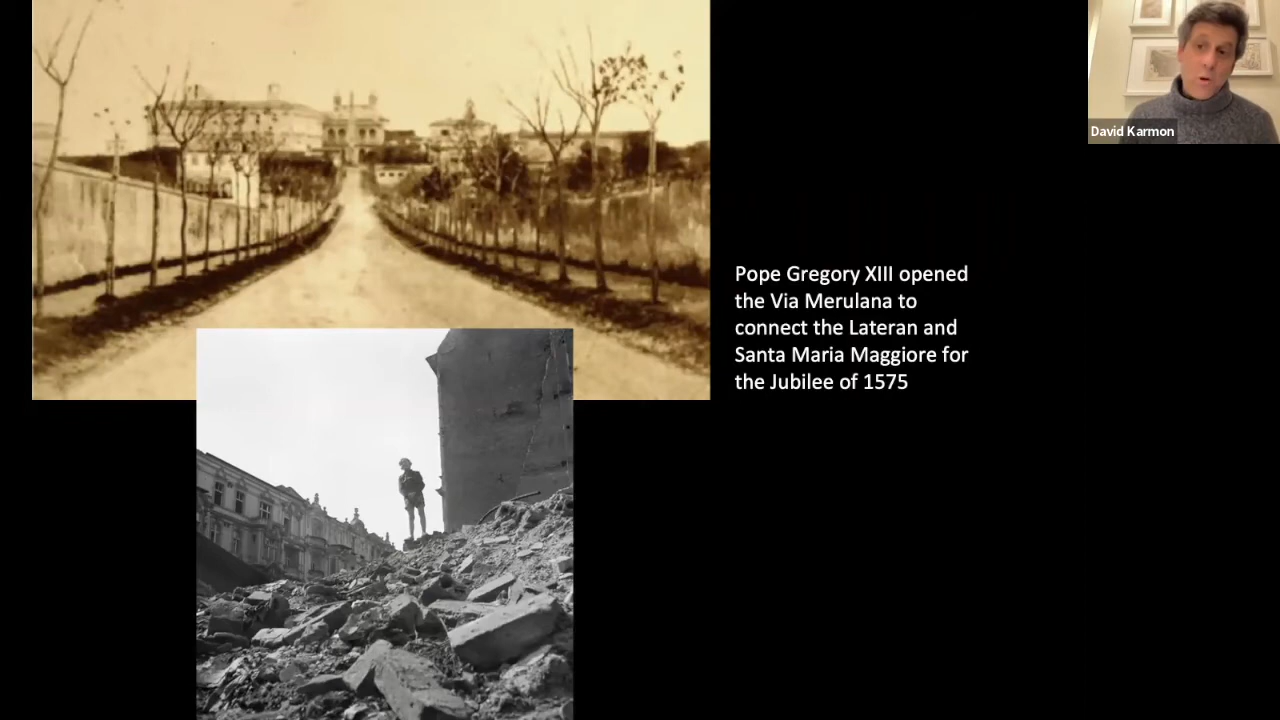 David Karmon
Pope Gregory XIII opened
the Via Merulana to
connect the Lateran and
Santa Maria Maggiore for
the Jubilee of 1575